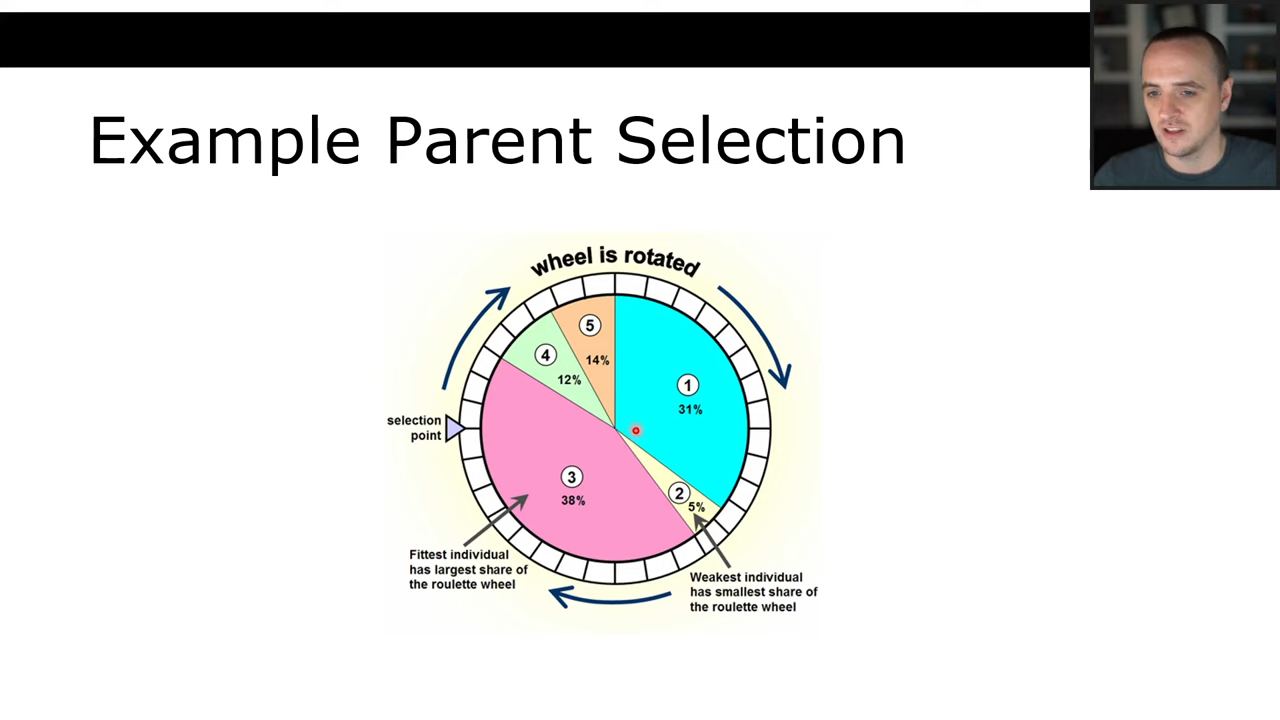 Example Parent Selection
wheel is rotated
5
14%
4
12%
1
31%
selection
point
3
38%
2
5%
Fittest individual
has largest share of
the roulette wheel
Weakest individual
has smallest share of
the roulette wheel